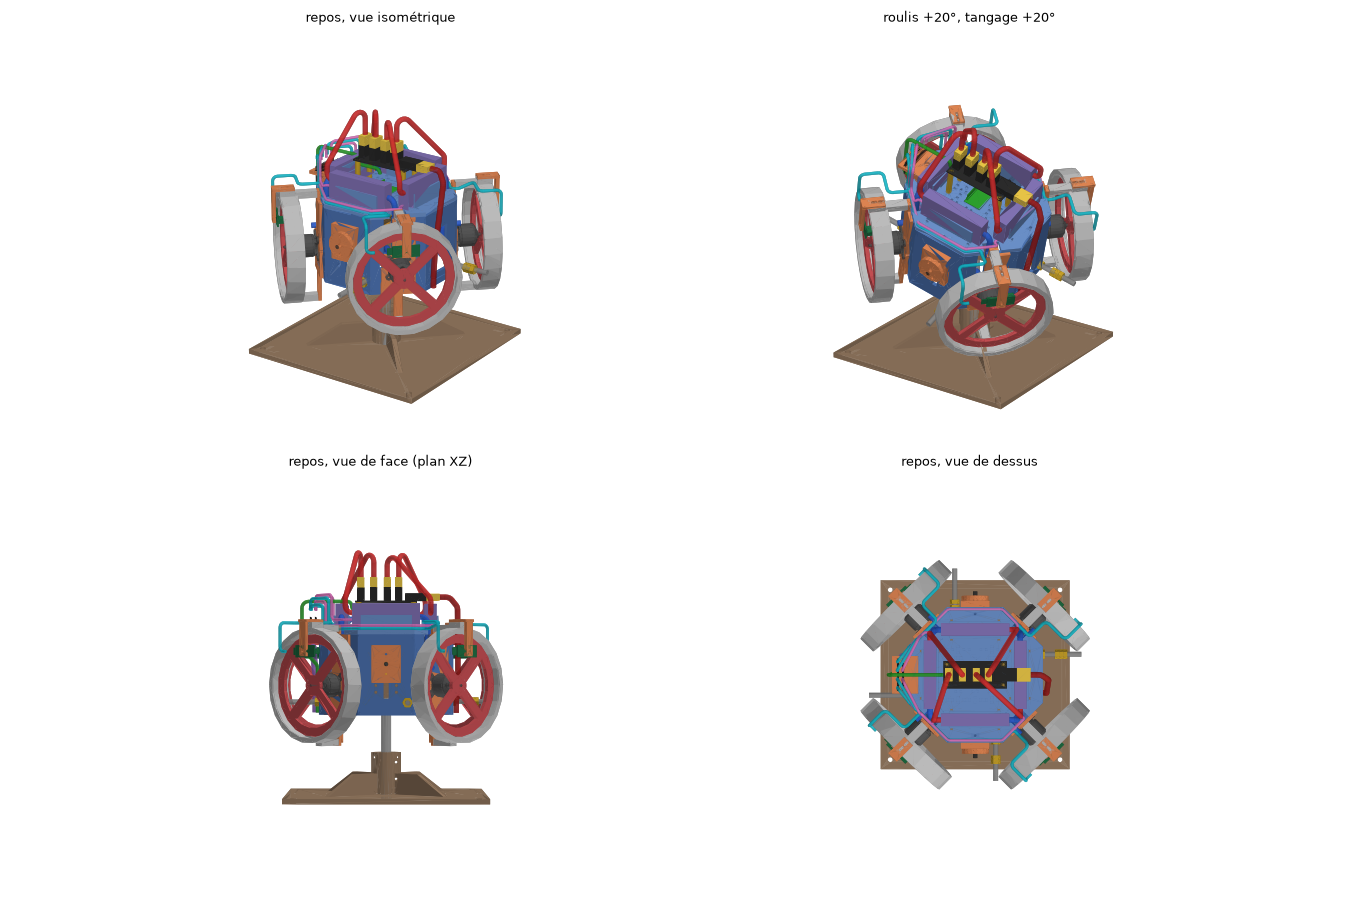 repos, vue isométrique
roulis +20°, tangage +20°
repos, vue de face (plan XZ)
repos, vue de dessus